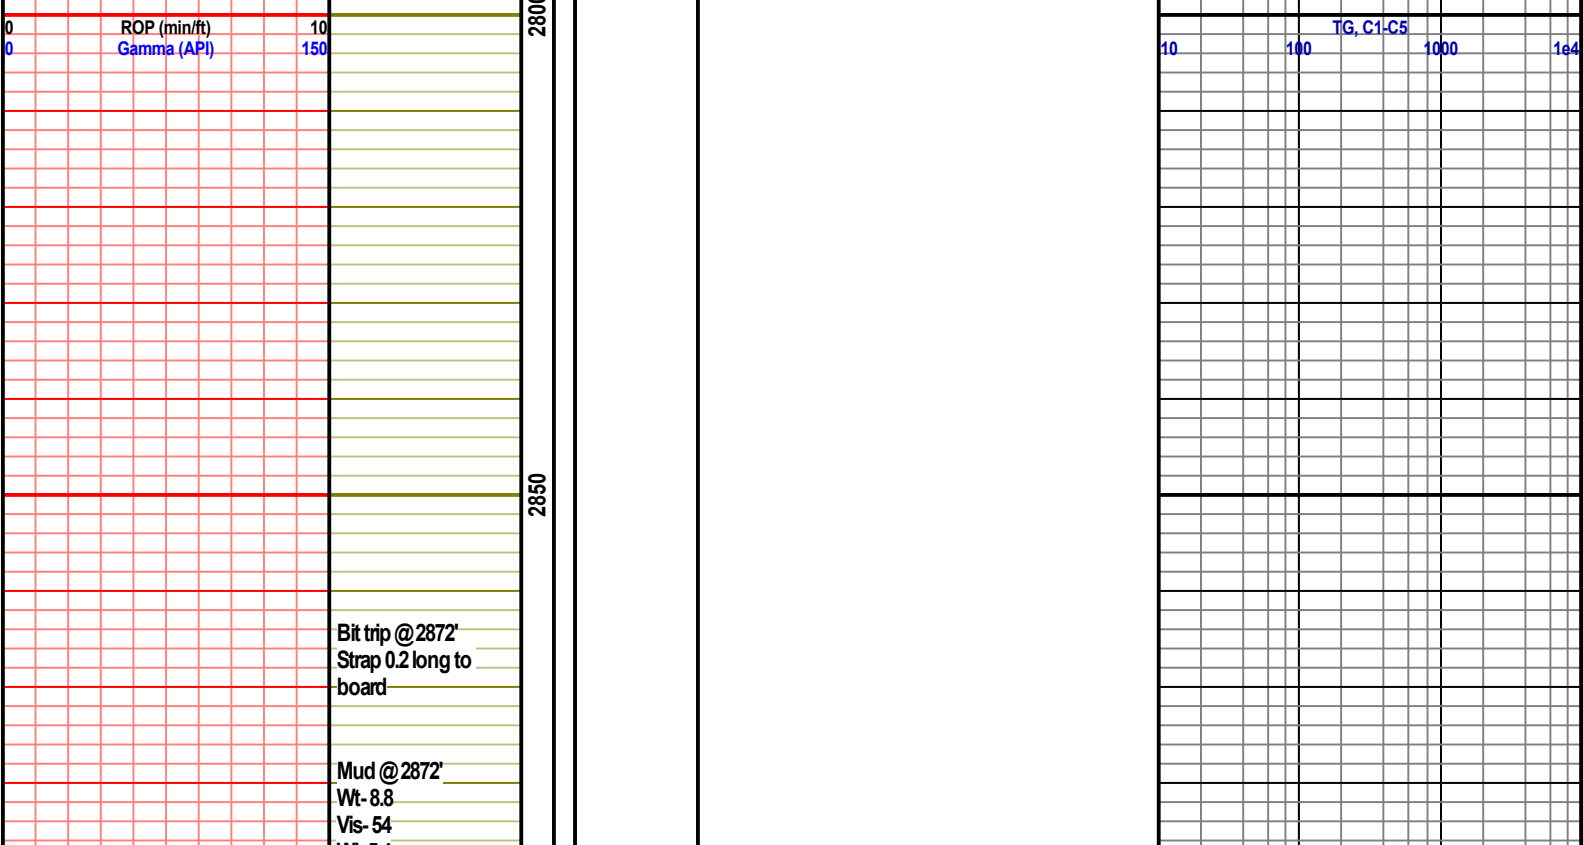 2800
0 ROP (min/ft) 10
0 Gamma (API) 150
TG, C1-C5
10 100 1000 1e4
2850
Bit trip @ 2872'
Strap 0.2 long to
board
Mud @ 2872'
Wt- 8.8
Vis- 54